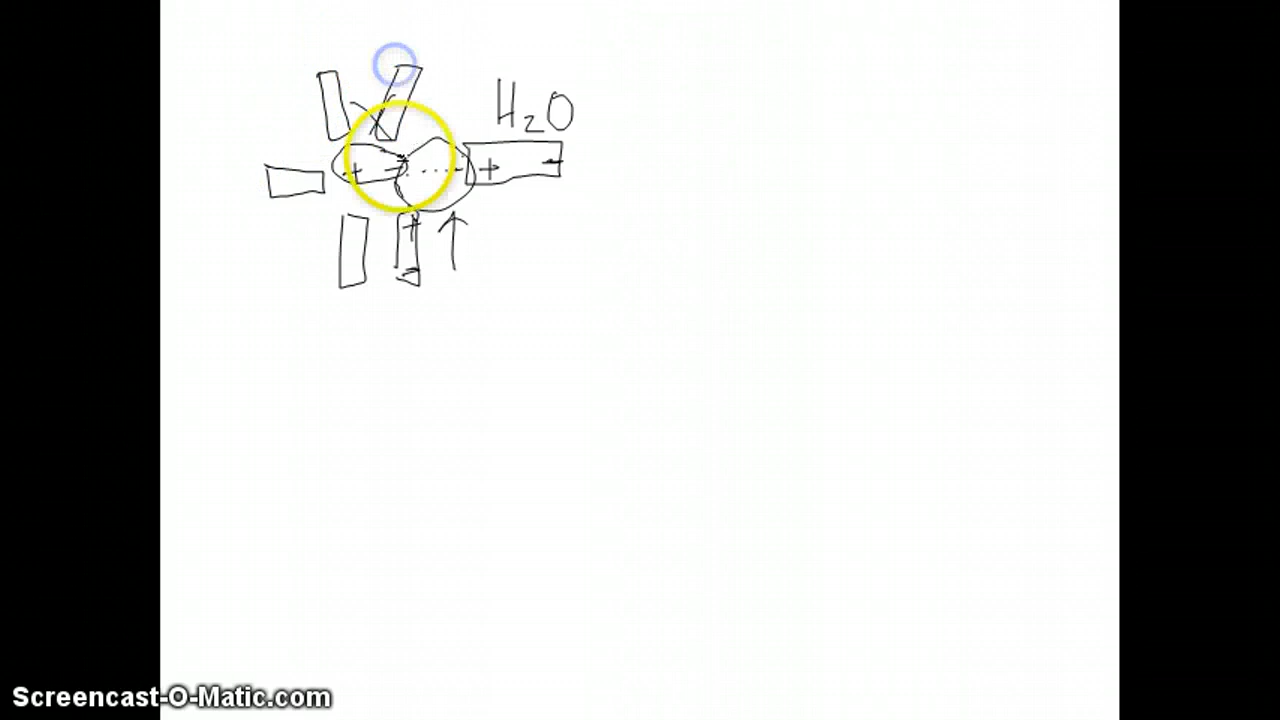 H₂O
+ - + -
+
-
Screencast-O-Matic.com